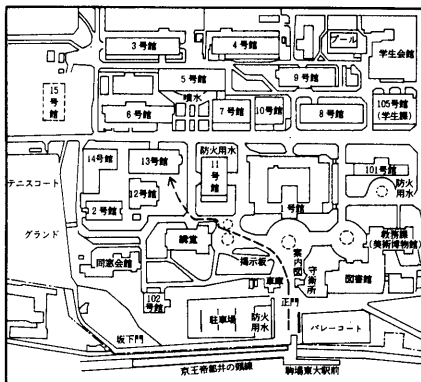 3号館
4号館
プール
学生会館
15号館
5号館
噴水
9号館
6号館
7号館
10号館
8号館
105号館
(学生課)
14号館
13号館
防火用水
11号館
101号館
防火用水
テニスコート
12号館
2号館
1号館
グランド
講堂
教務課
(美術博物館)
同窓会館
掲示板
案内図
守衛所
図書館
車庫
102号館
正門
駐車場
防火用水
バレーコート
坂下門
京王帝都井の頭線
駒場東大駅前